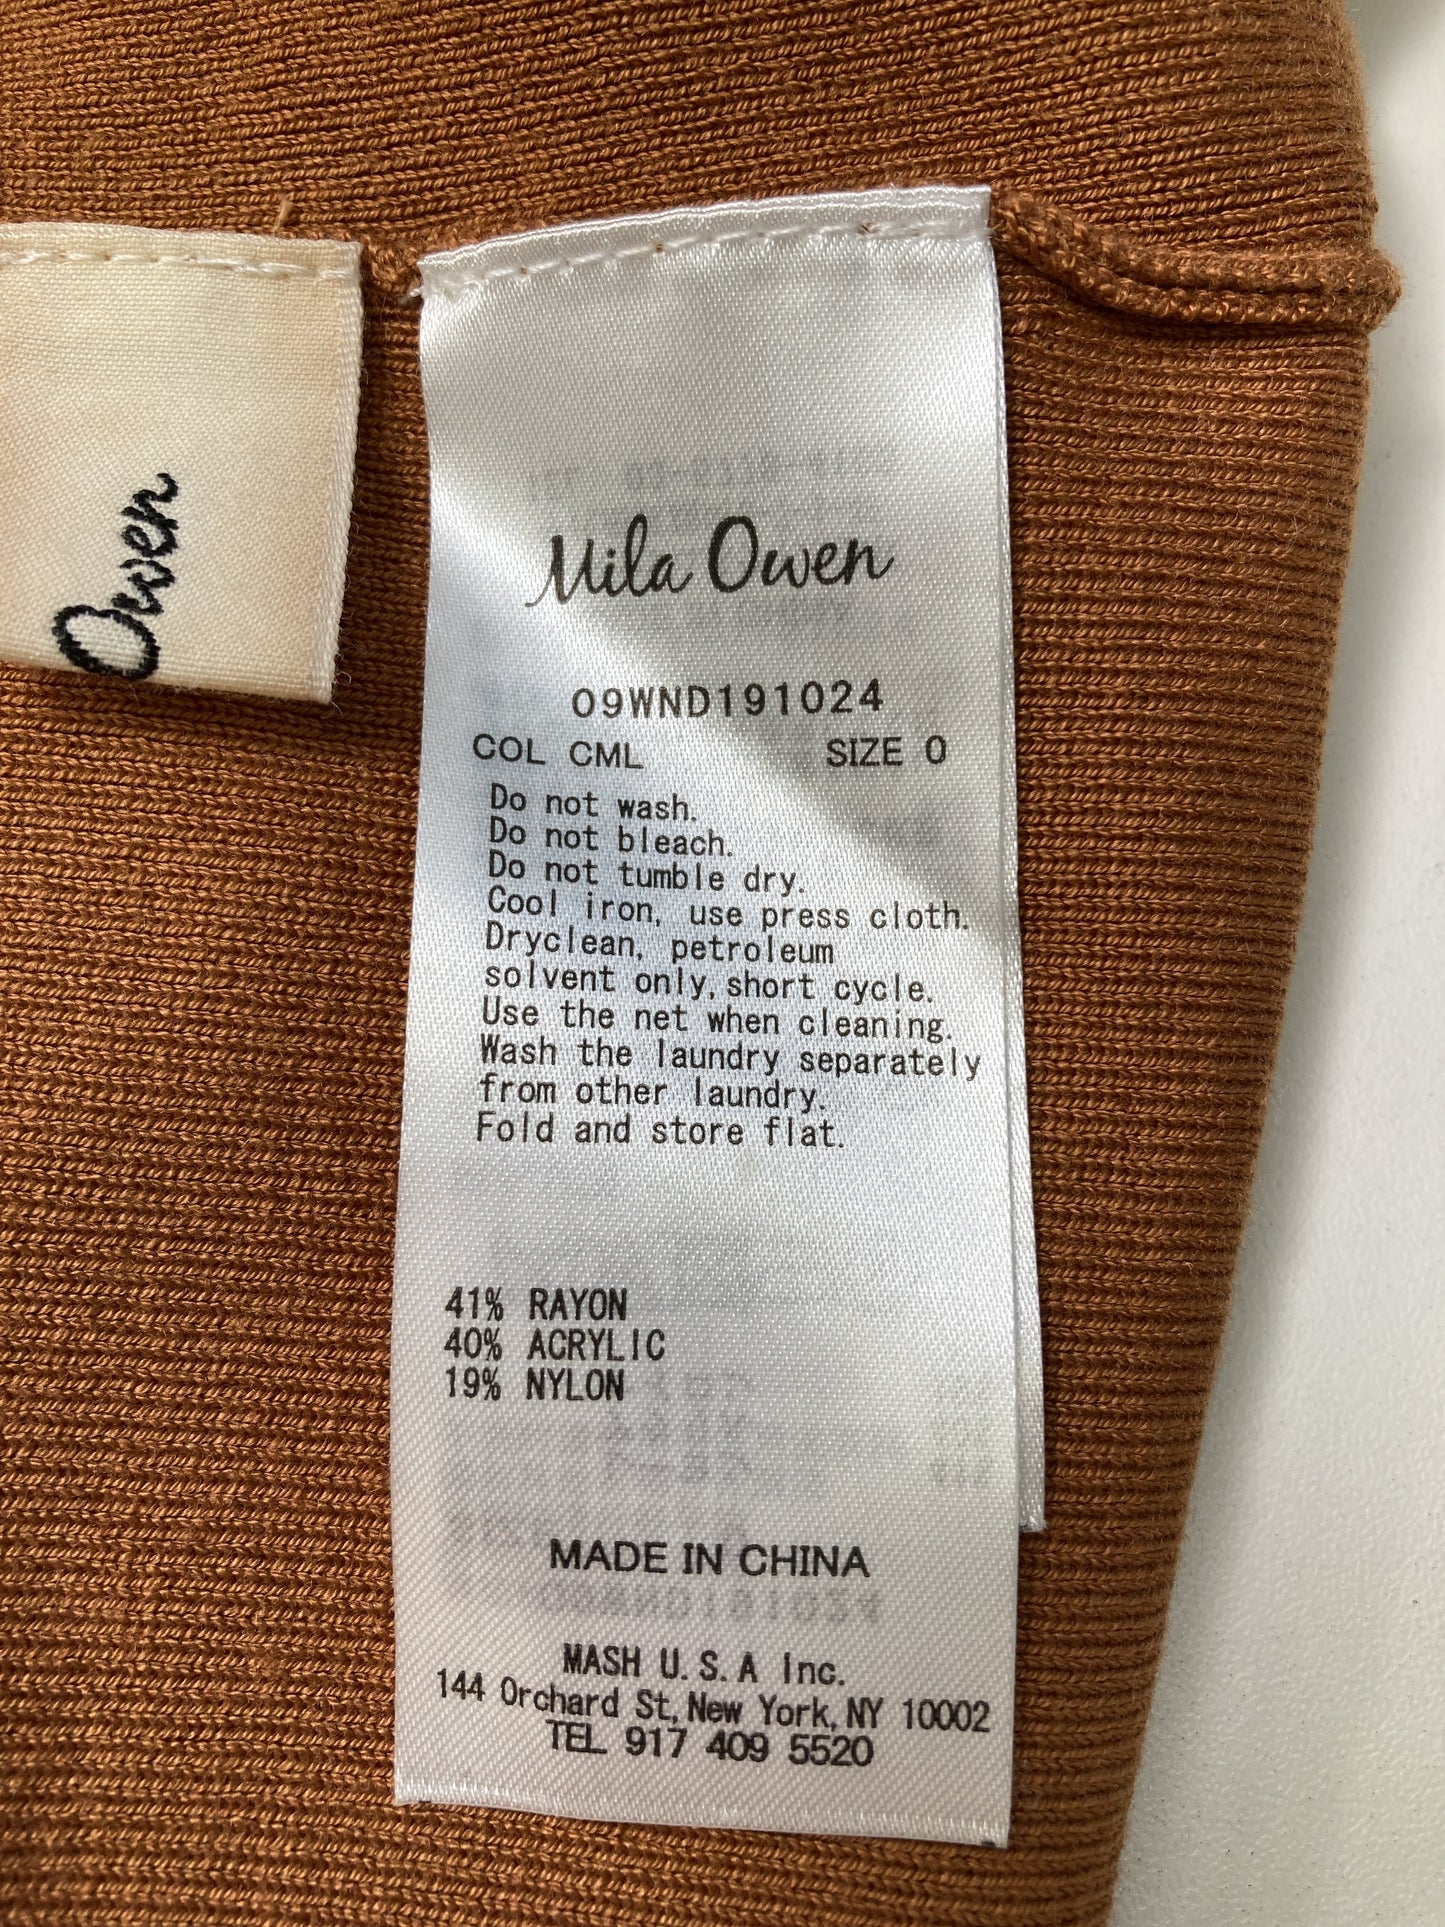 Owen
Mila Owen
09WND191024
COL CML SIZE 0
Do not wash.
Do not bleach.
Do not tumble dry.
Cool iron, use press cloth.
Dryclean, petroleum
solvent only, short cycle.
Use the net when cleaning.
Wash the laundry separately
from other laundry.
Fold and store flat.
41% RAYON
40% ACRYLIC
19% NYLON
MADE IN CHINA
MASH U.S.A Inc.
144 Orchard St, New York, NY 10002
TEL 917 409 5520